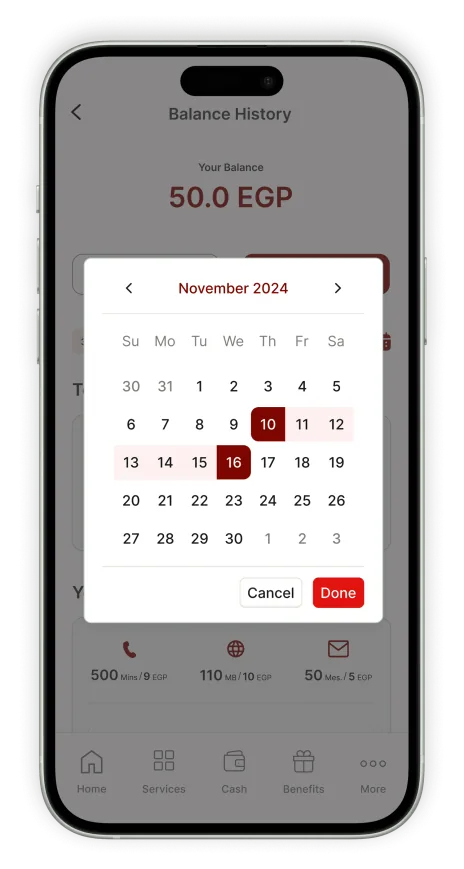 Balance History
Your Balance
50.0 EGP
November 2024
Su Mo Tu We Th Fr Sa
30 31 1 2 3 4 5
6 7 8 9 10 11 12
13 14 15 16 17 18 19
20 21 22 23 24 25 26
27 28 29 30 1 2 3
Cancel Done
500 Mins/9 EGP 110 MB/10 EGP 50 Mes./5 EGP
Home Services Cash Benefits More